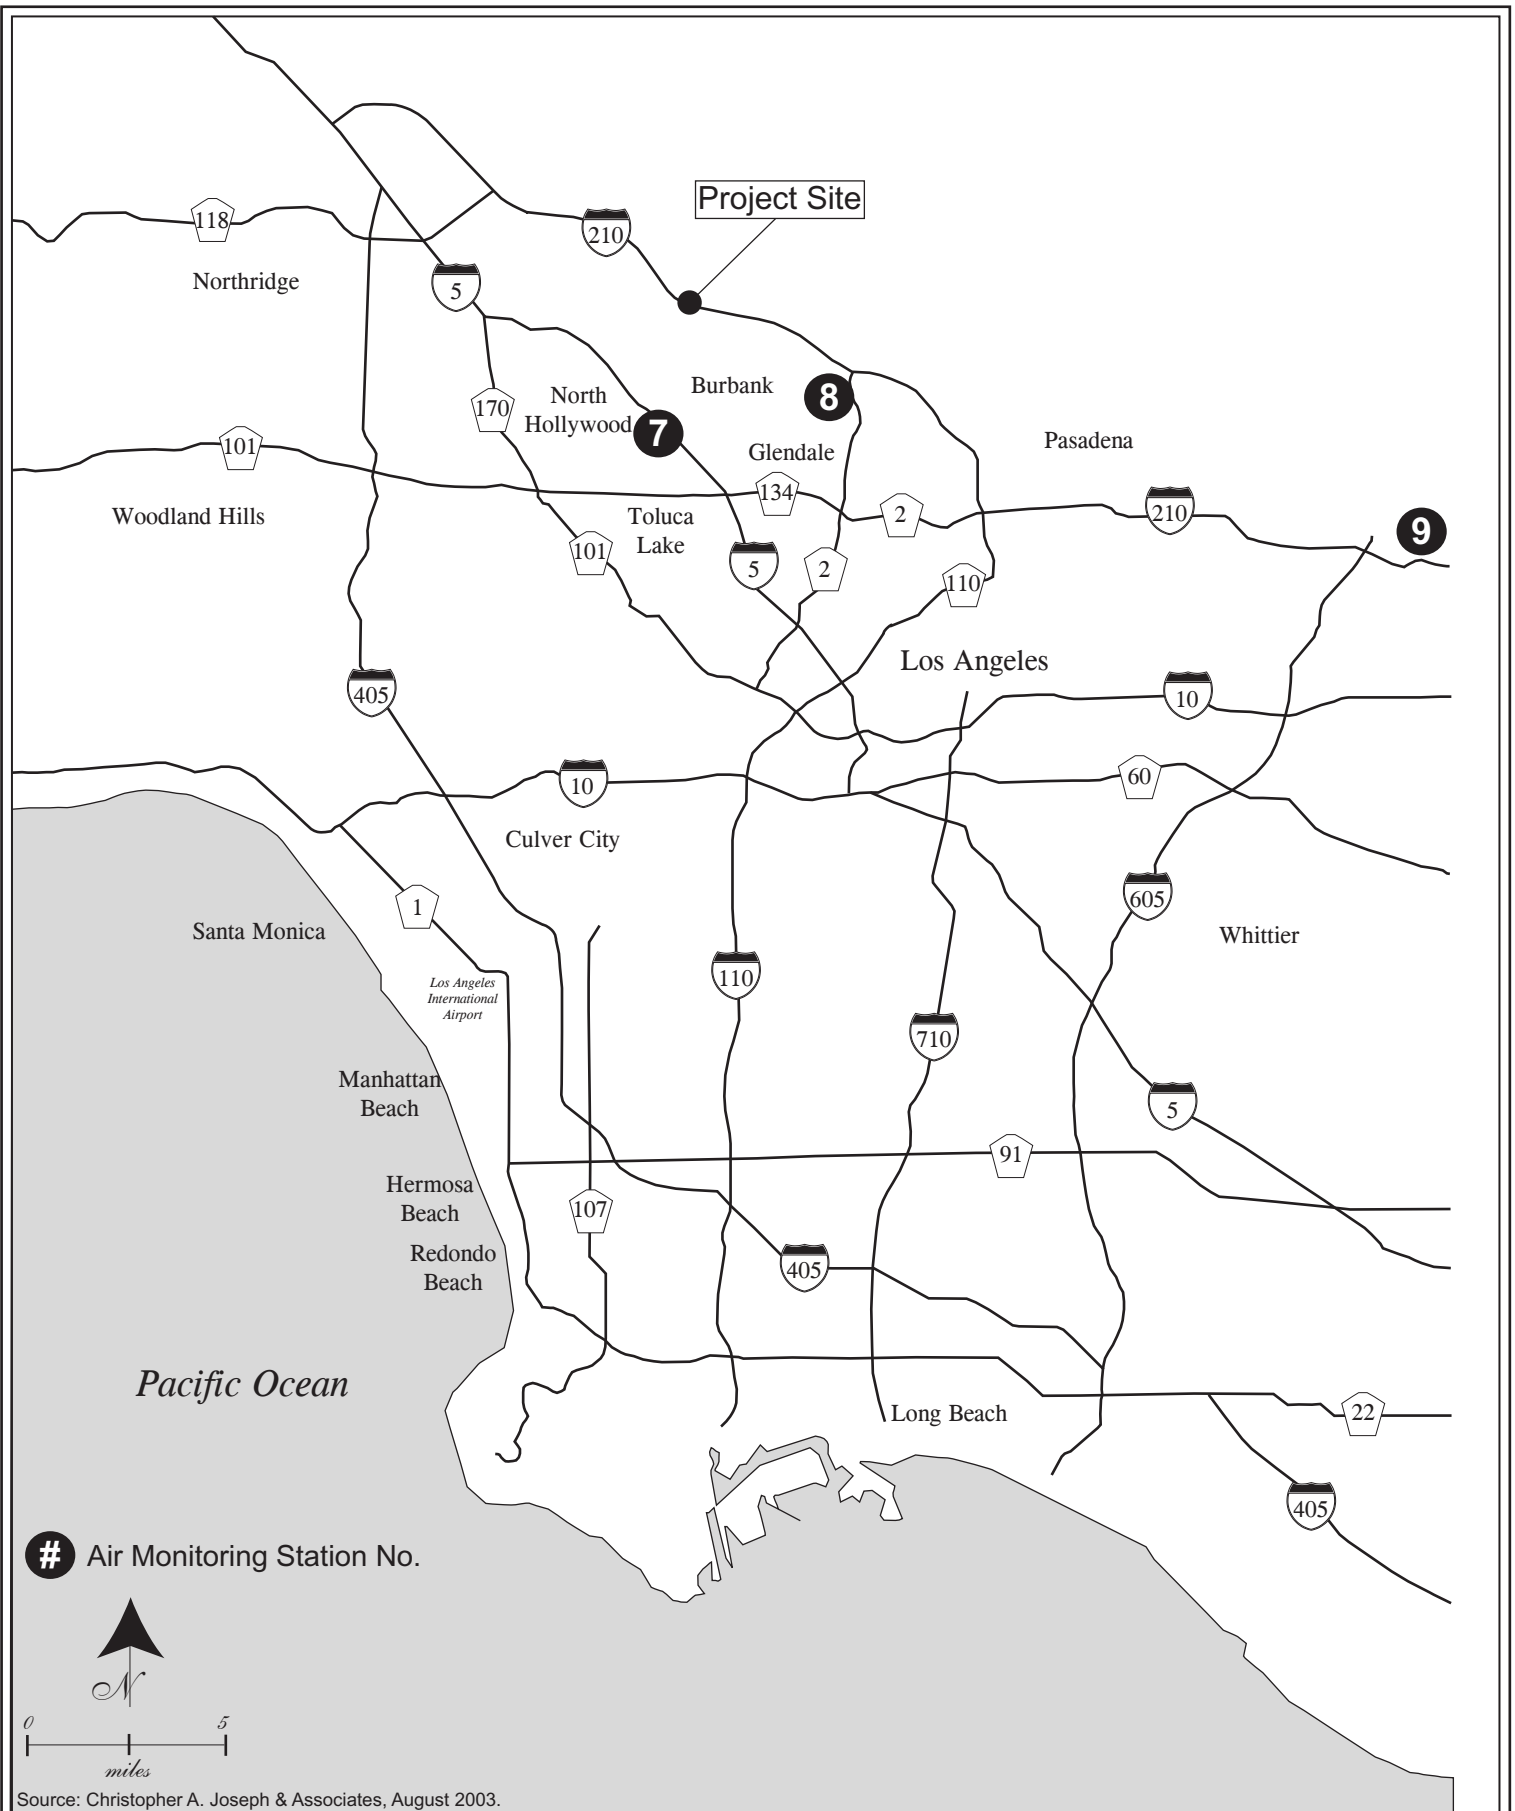 Project Site
118
210
Northridge
5
Burbank
North
Hollywood
170
8
7
101
Pasadena
Glendale
134
2
210
Woodland Hills
Toluca
Lake
9
101
5
2
110
Los Angeles
405
10
10
60
Culver City
1
605
Santa Monica
Whittier
110
Los Angeles
International
Airport
710
Manhattan
Beach
5
91
Hermosa
Beach
107
Redondo
Beach
405
Pacific Ocean
Long Beach
22
405
# Air Monitoring Station No.
N
0 5
miles
Source: Christopher A. Joseph & Associates, August 2003.